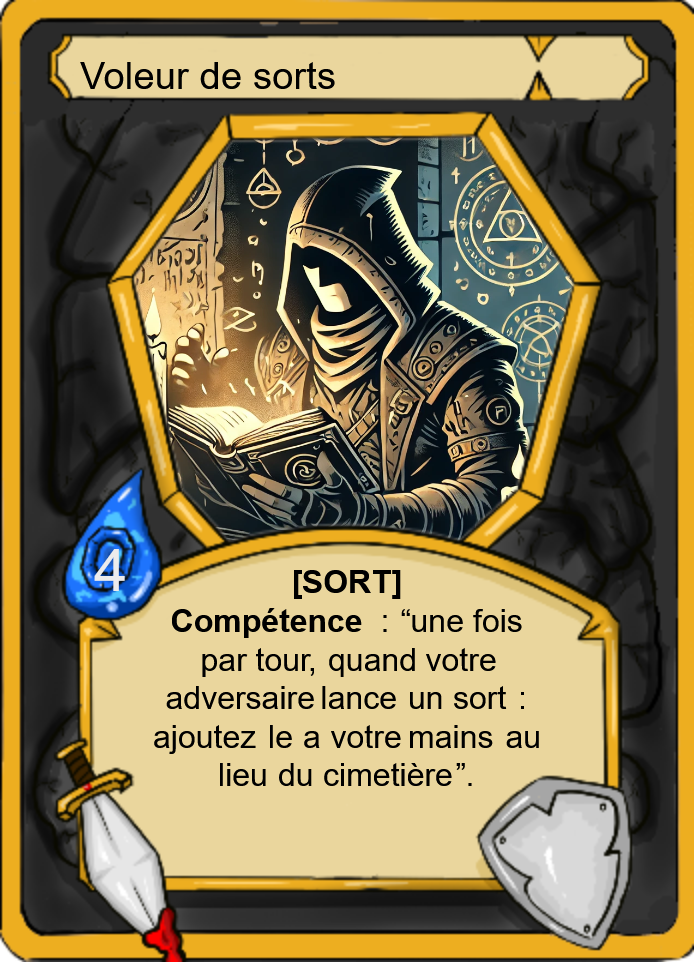 Voleur de sorts
4
[SORT]
Compétence : “une fois
par tour, quand votre
adversaire lance un sort :
ajoutez le a votre mains au
lieu du cimetière”.